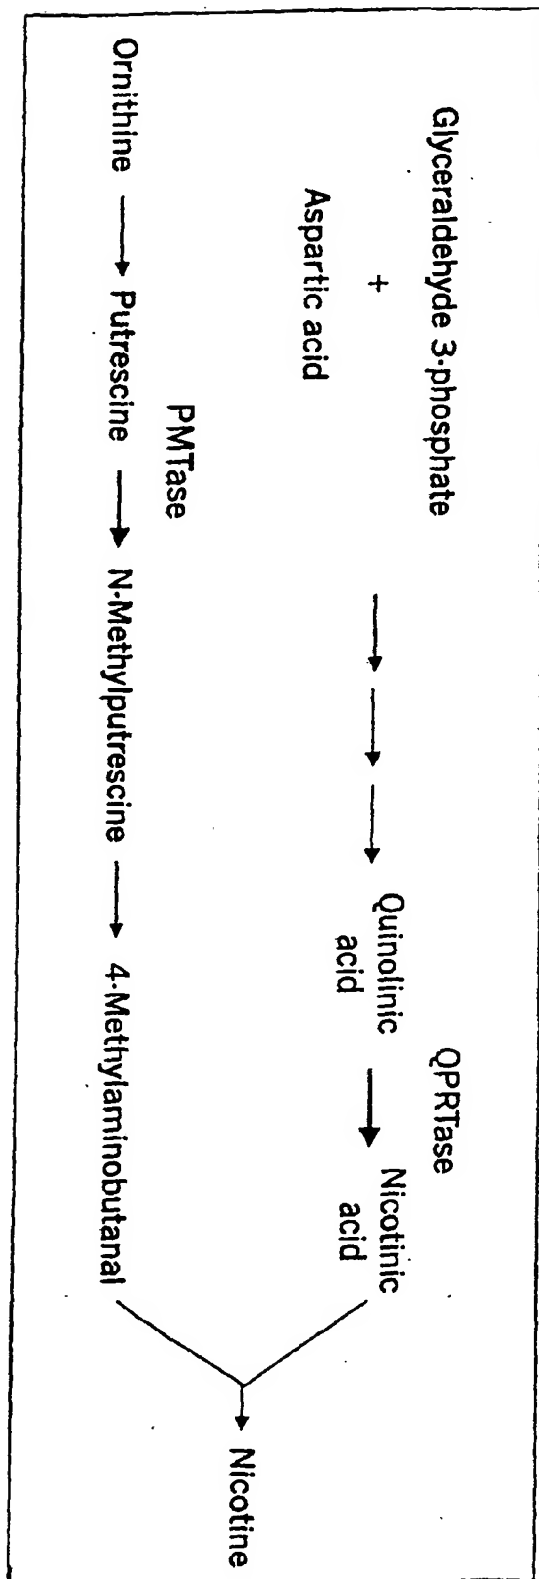 Glyceraldehyde 3-phosphate
+
Aspartic acid
Quinolinic
acid
QPRTase
Nicotinic
acid
Ornithine
Putrescine
PMTase
N-Methylputrescine
4-Methylaminobutanal
Nicotine